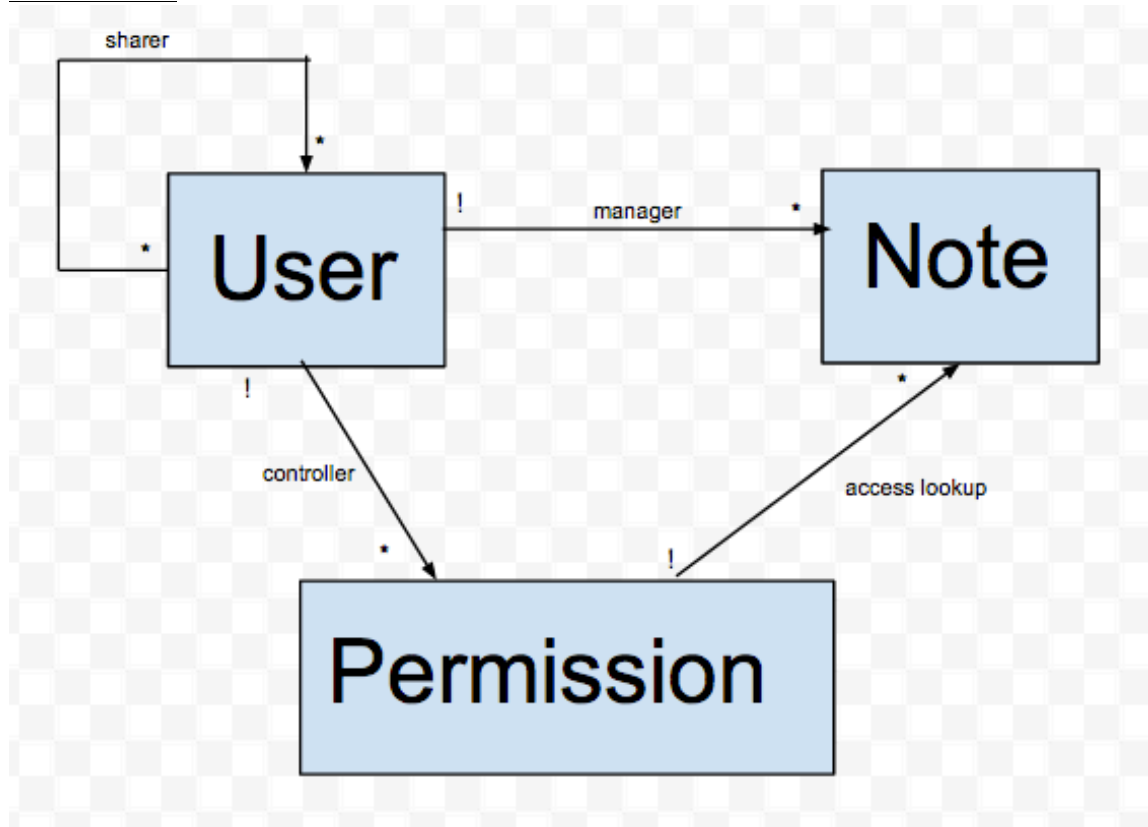 sharer
*
*
User
!
manager
*
Note
!
*
controller
access lookup
*
!
Permission